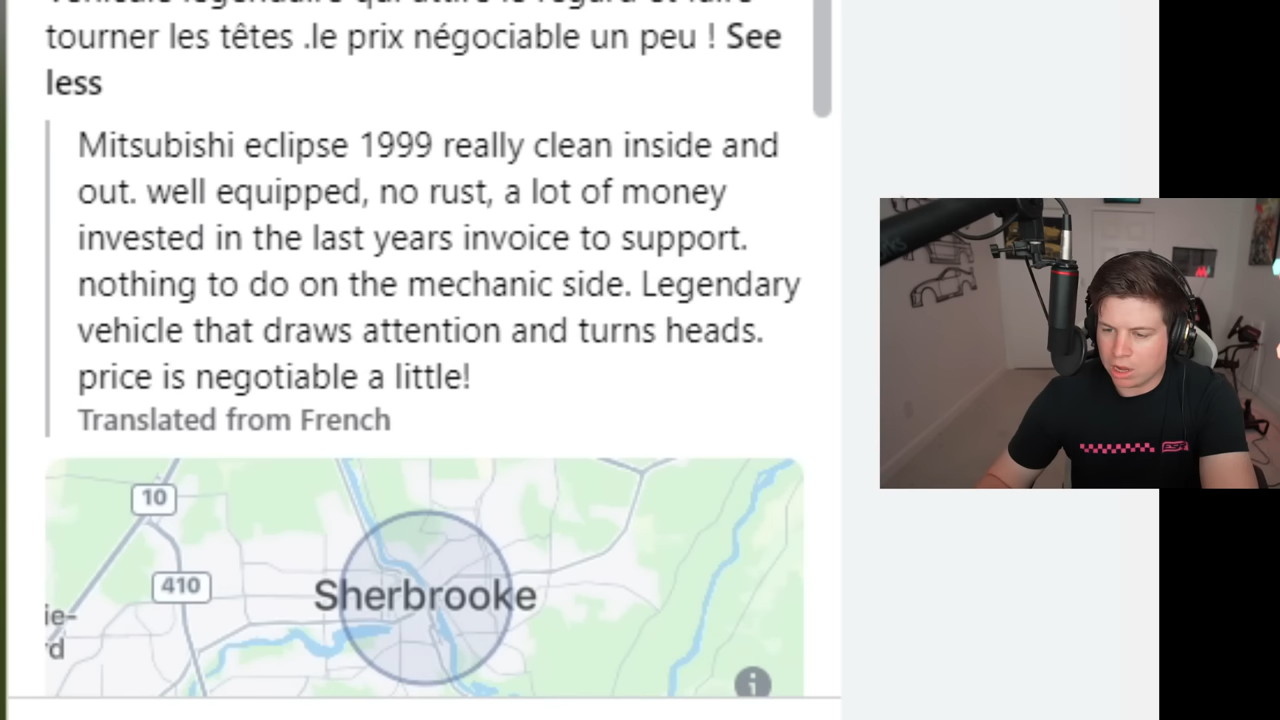 tourner les têtes .le prix négociable un peu ! See
less
Mitsubishi eclipse 1999 really clean inside and
out. well equipped, no rust, a lot of money
invested in the last years invoice to support.
nothing to do on the mechanic side. Legendary
vehicle that draws attention and turns heads.
price is negotiable a little!
Translated from French
10
410
Sherbrooke
ie-
rd